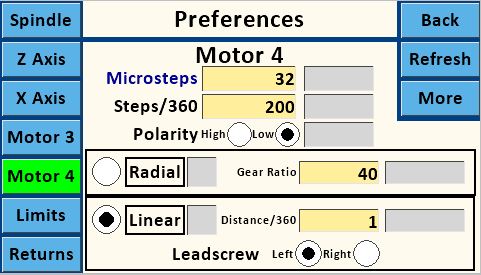 Spindle
Preferences
Back
Z Axis
Motor 4
Refresh
Microsteps 32
X Axis
Steps/360 200
More
Motor 3
Polarity High Low
Motor 4
Radial Gear Ratio 40
Limits
Linear Distance/360 1
Returns
Leadscrew Left Right